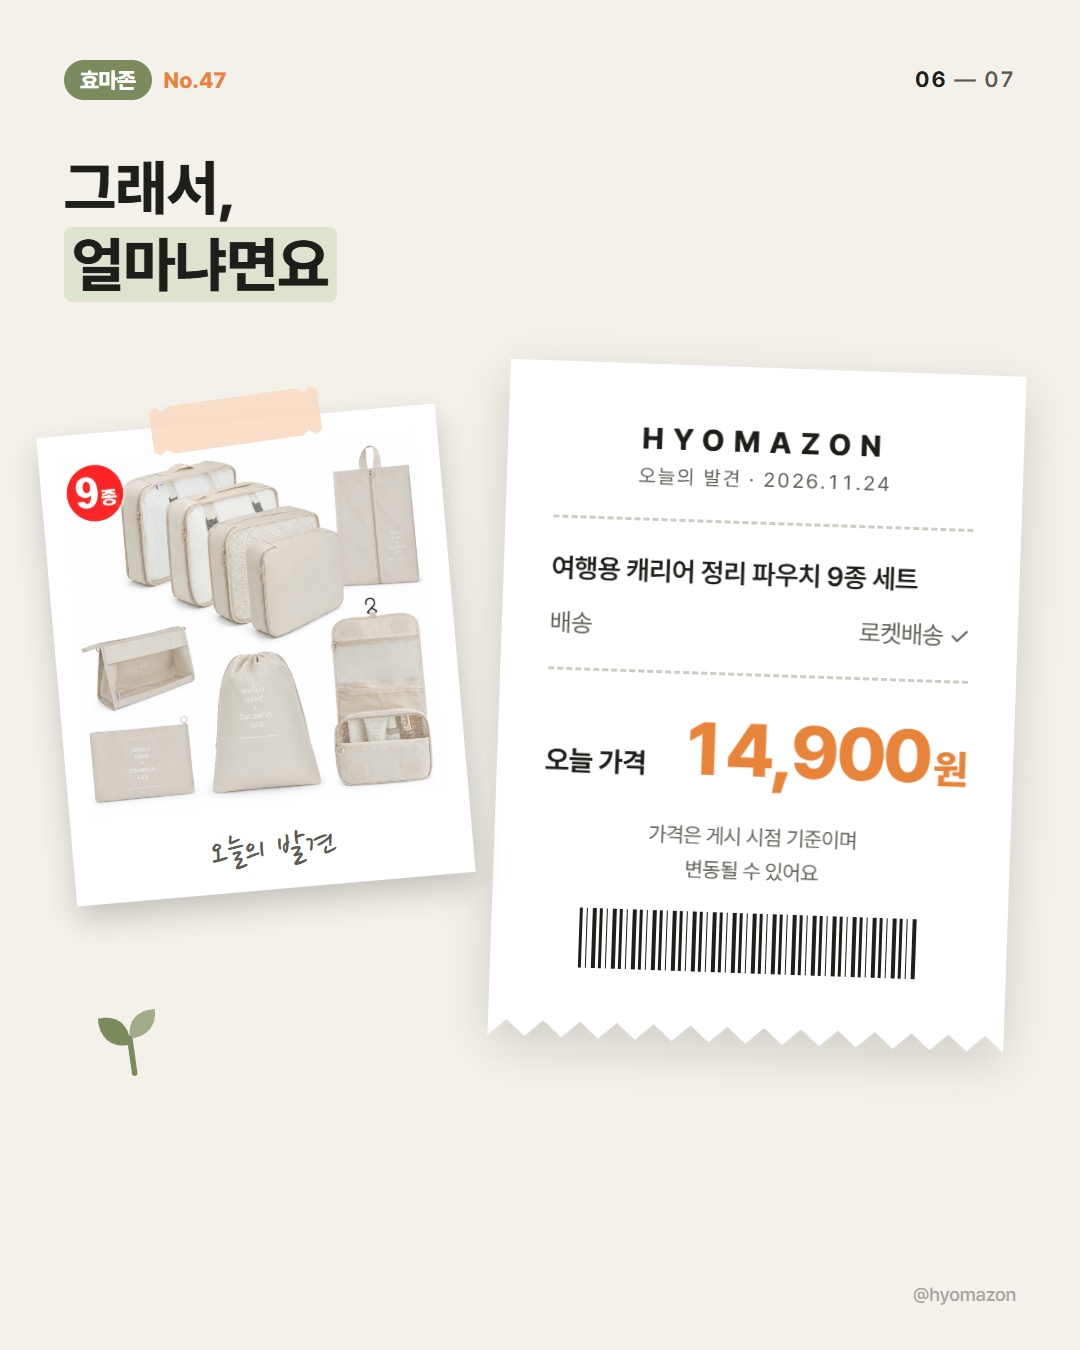 효마존 No.47
06 — 07
그래서,
얼마냐면요
9종
오늘의 발견
HYOMAZON
오늘의 발견 · 2026.11.24
여행용 캐리어 정리 파우치 9종 세트
배송 로켓배송 ✓
오늘 가격 14,900원
가격은 게시 시점 기준이며
변동될 수 있어요
@hyomazon